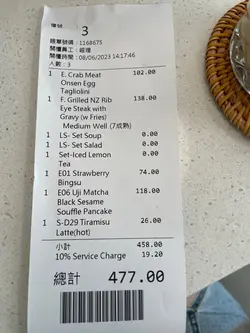 檯號
3
賬單號碼 : 1168675
開檯員工 : 經理
開檯時間 : 08/06/2023 14:17:46
人數 : 3
1 E. Crab Meat 102.00
Onsen Egg
Tagliolini
1 F. Grilled NZ Rib 138.00
Eye Steak with
Gravy (w Fries)
Medium Well (7成熟)
1 LS- Set Soup 0.00
1 LS- Set Salad 0.00
1 Set-Iced Lemon 0.00
Tea
1 E01 Strawberry 74.00
Bingsu
1 E06 Uji Matcha 118.00
Black Sesame
Souffle Pancake
1 S-D29 Tiramisu 26.00
Latte(hot)
小計 458.00
10% Service Charge 19.20
總計 477.00